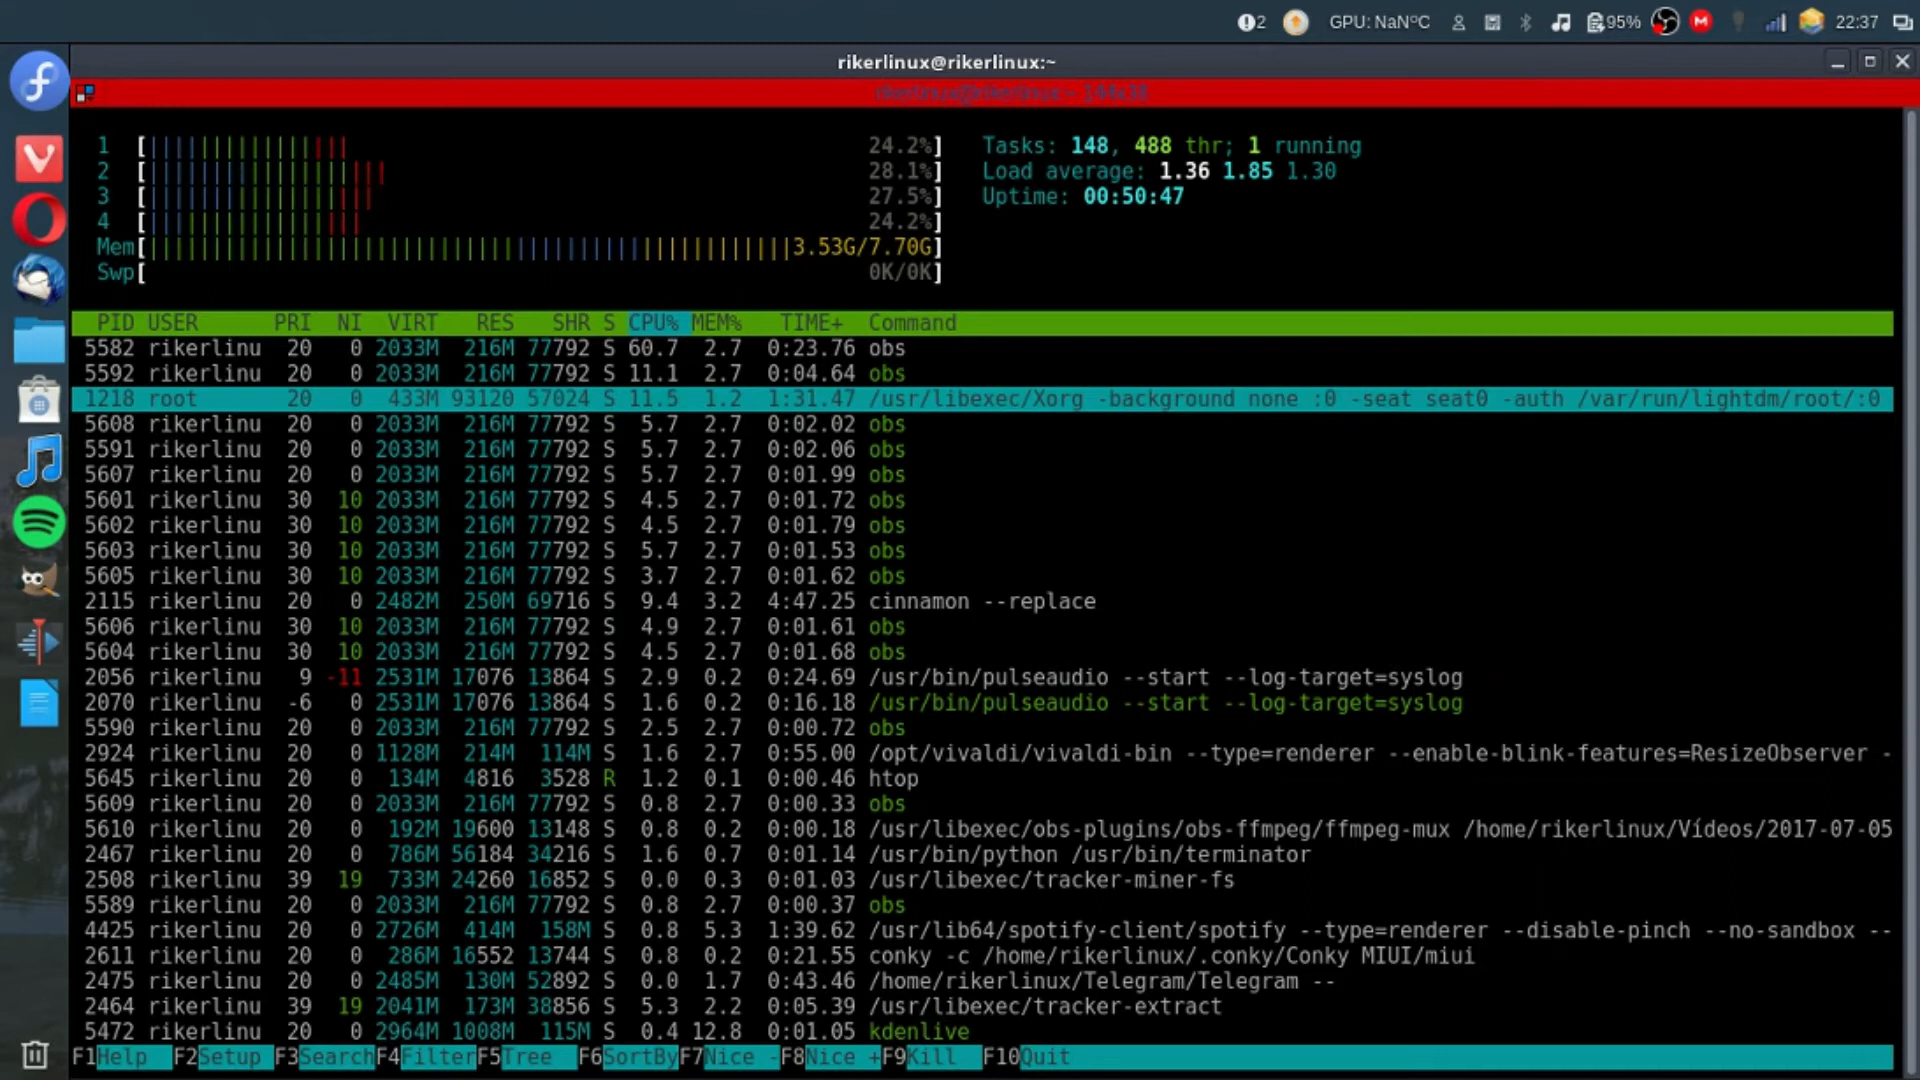 2 GPU: NaN°C 95% 22:37
rikerlinux@rikerlinux:~
rikerlinux@rikerlinux:~ 144x38
1 [||||||||||||||||| 24.2%] Tasks: 148, 488 thr; 1 running
2 [|||||||||||||||||||| 28.1%] Load average: 1.36 1.85 1.30
3 [||||||||||||||||||| 27.5%] Uptime: 00:50:47
4 [|||||||||||||||||| 24.2%]
Mem[|||||||||||||||||||||||||||||||||||||||||||||||||||3.53G/7.70G]
Swp[ 0K/0K]
PID USER PRI NI VIRT RES SHR S CPU% MEM% TIME+ Command
5582 rikerlinu 20 0 2033M 216M 77792 S 60.7 2.7 0:23.76 obs
5592 rikerlinu 20 0 2033M 216M 77792 S 11.1 2.7 0:04.64 obs
1218 root 20 0 433M 93120 57024 S 11.5 1.2 1:31.47 /usr/libexec/Xorg -background none :0 -seat seat0 -auth /var/run/lightdm/root/:0
5608 rikerlinu 20 0 2033M 216M 77792 S 5.7 2.7 0:02.02 obs
5591 rikerlinu 20 0 2033M 216M 77792 S 5.7 2.7 0:02.06 obs
5607 rikerlinu 20 0 2033M 216M 77792 S 5.7 2.7 0:01.99 obs
5601 rikerlinu 30 10 2033M 216M 77792 S 4.5 2.7 0:01.72 obs
5602 rikerlinu 30 10 2033M 216M 77792 S 4.5 2.7 0:01.79 obs
5603 rikerlinu 30 10 2033M 216M 77792 S 5.7 2.7 0:01.53 obs
5605 rikerlinu 30 10 2033M 216M 77792 S 3.7 2.7 0:01.62 obs
2115 rikerlinu 20 0 2482M 250M 69716 S 9.4 3.2 4:47.25 cinnamon --replace
5606 rikerlinu 30 10 2033M 216M 77792 S 4.9 2.7 0:01.61 obs
5604 rikerlinu 30 10 2033M 216M 77792 S 4.5 2.7 0:01.68 obs
2056 rikerlinu 9 -11 2531M 17076 13864 S 2.9 0.2 0:24.69 /usr/bin/pulseaudio --start --log-target=syslog
2070 rikerlinu -6 0 2531M 17076 13864 S 1.6 0.2 0:16.18 /usr/bin/pulseaudio --start --log-target=syslog
5590 rikerlinu 20 0 2033M 216M 77792 S 2.5 2.7 0:00.72 obs
2924 rikerlinu 20 0 1128M 214M 114M S 1.6 2.7 0:55.00 /opt/vivaldi/vivaldi-bin --type=renderer --enable-blink-features=ResizeObserver -
5645 rikerlinu 20 0 134M 4816 3528 R 1.2 0.1 0:00.46 htop
5609 rikerlinu 20 0 2033M 216M 77792 S 0.8 2.7 0:00.33 obs
5610 rikerlinu 20 0 192M 19600 13148 S 0.8 0.2 0:00.18 /usr/libexec/obs-plugins/obs-ffmpeg/ffmpeg-mux /home/rikerlinux/Vídeos/2017-07-05
2467 rikerlinu 20 0 786M 56184 34216 S 1.6 0.7 0:01.14 /usr/bin/python /usr/bin/terminator
2508 rikerlinu 39 19 733M 24260 16852 S 0.0 0.3 0:01.03 /usr/libexec/tracker-miner-fs
5589 rikerlinu 20 0 2033M 216M 77792 S 0.8 2.7 0:00.37 obs
4425 rikerlinu 20 0 2726M 414M 158M S 0.8 5.3 1:39.62 /usr/lib64/spotify-client/spotify --type=renderer --disable-pinch --no-sandbox --
2611 rikerlinu 20 0 286M 16552 13744 S 0.8 0.2 0:21.55 conky -c /home/rikerlinux/.conky/Conky MIUI/miui
2475 rikerlinu 20 0 2485M 130M 52892 S 0.0 1.7 0:43.46 /home/rikerlinux/Telegram/Telegram --
2464 rikerlinu 39 19 2041M 173M 38856 S 5.3 2.2 0:05.39 /usr/libexec/tracker-extract
5472 rikerlinu 20 0 2964M 1008M 115M S 0.4 12.8 0:01.05 kdenlive
F1Help F2Setup F3SearchF4FilterF5Tree F6SortByF7Nice -F8Nice +F9Kill F10Quit